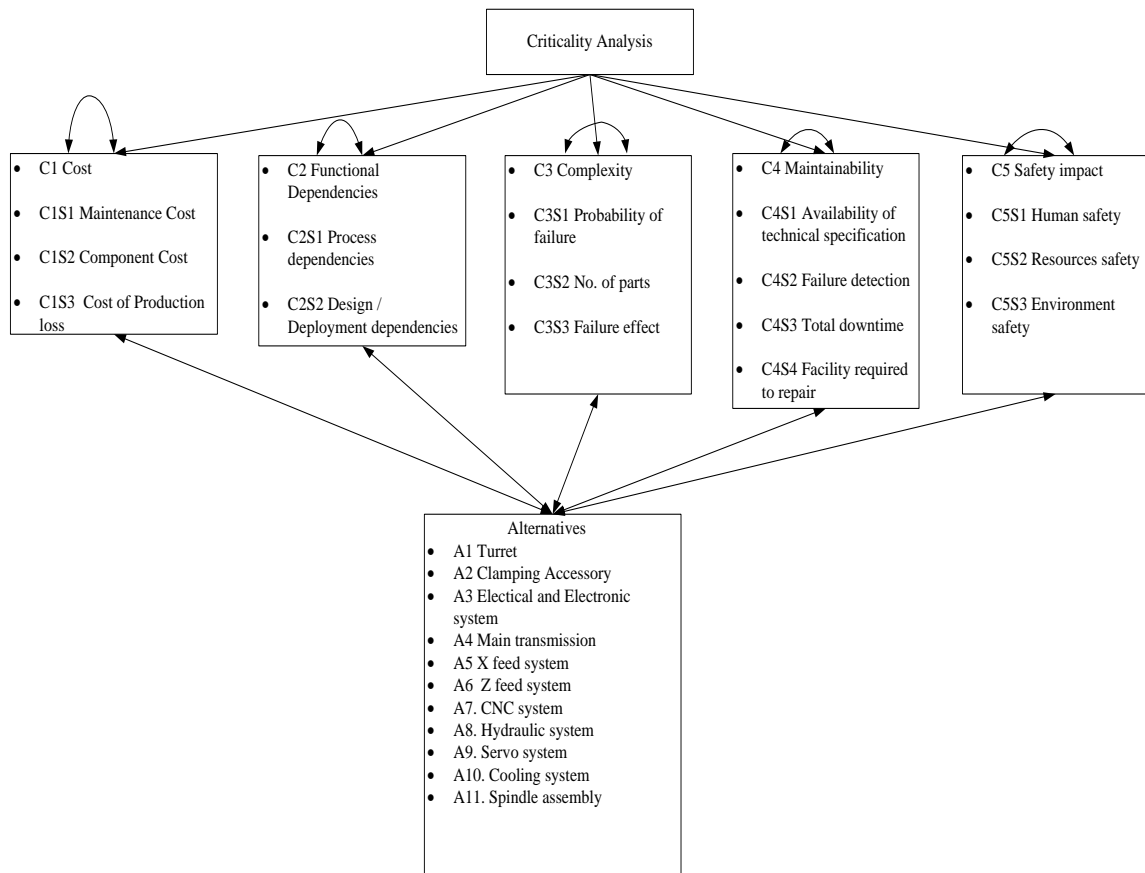 Criticality Analysis
C1 Cost
C1S1 Maintenance Cost
C1S2 Component Cost
C1S3 Cost of Production
loss
C2 Functional
Dependencies
C2S1 Process
dependencies
C2S2 Design /
Deployment dependencies
C3 Complexity
C3S1 Probability of
failure
C3S2 No. of parts
C3S3 Failure effect
C4 Maintainability
C4S1 Availability of
technical specification
C4S2 Failure detection
C4S3 Total downtime
C4S4 Facility required
to repair
C5 Safety impact
C5S1 Human safety
C5S2 Resources safety
C5S3 Environment
safety
Alternatives
A1 Turret
A2 Clamping Accessory
A3 Electical and Electronic
system
A4 Main transmission
A5 X feed system
A6 Z feed system
A7. CNC system
A8. Hydraulic system
A9. Servo system
A10. Cooling system
A11. Spindle assembly